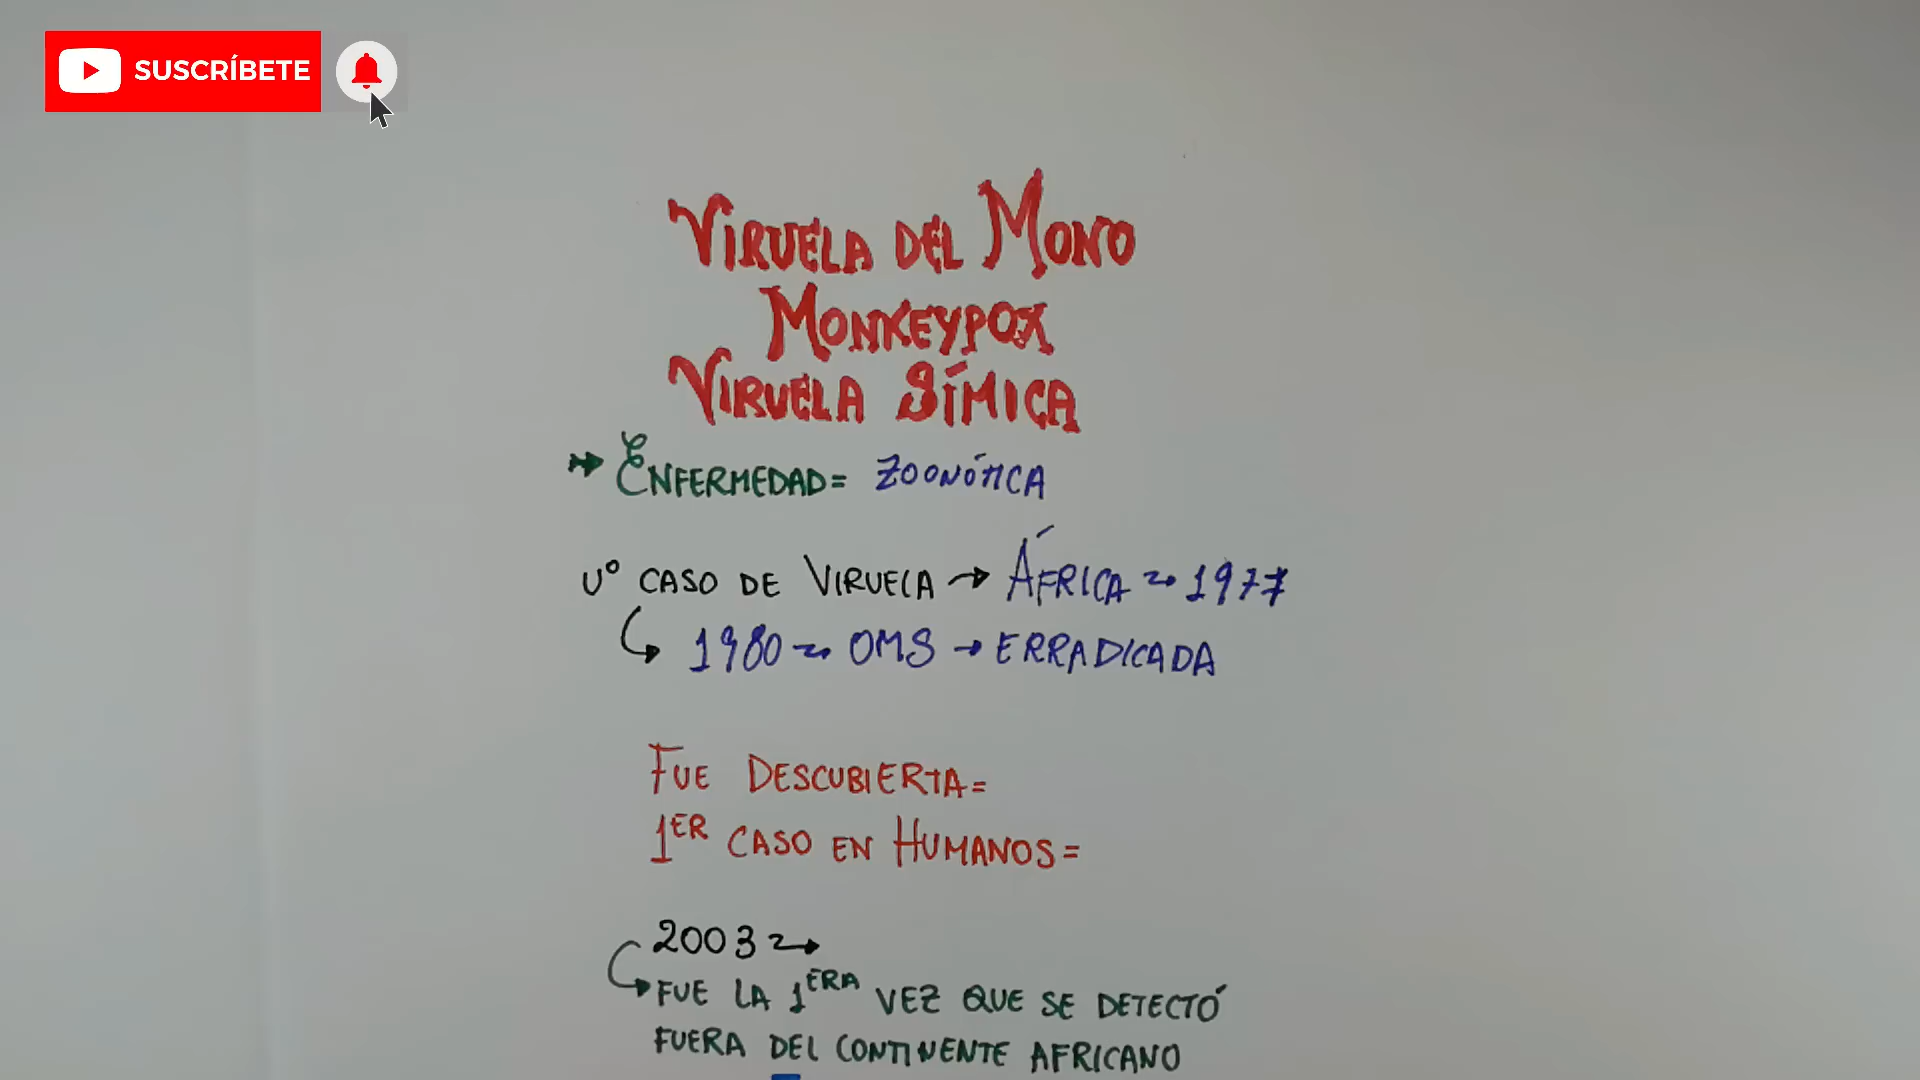 SUSCRÍBETE
VIRUELA DEL MONO
MONKEYPOX
VIRUELA SÍMICA
ENFERMEDAD= ZOONÓTICA
U° CASO DE VIRUELA → ÁFRICA → 1977
1980 → OMS → ERRADICADA
FUE DESCUBIERTA=
1ER CASO EN HUMANOS=
2003 →
FUE LA 1ERA VEZ QUE SE DETECTÓ
FUERA DEL CONTINENTE AFRICANO